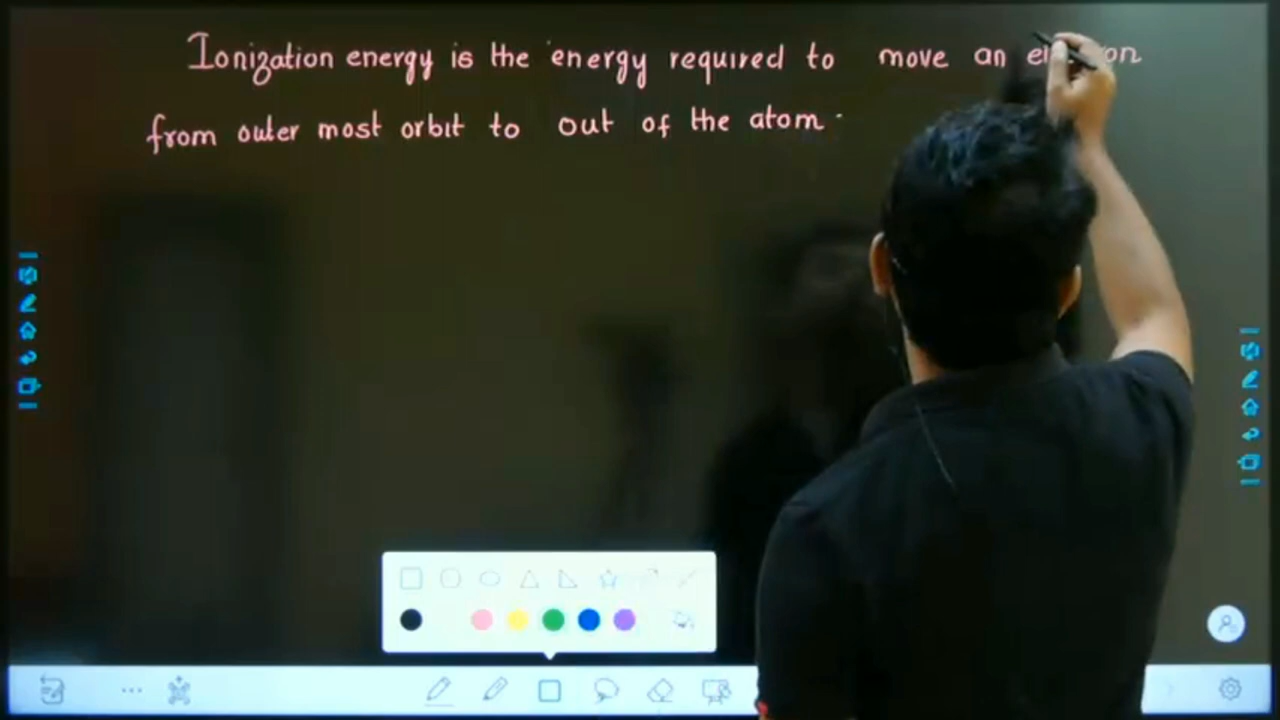 Ionization energy is the energy required to move an
from outer most orbit to out of the atom.